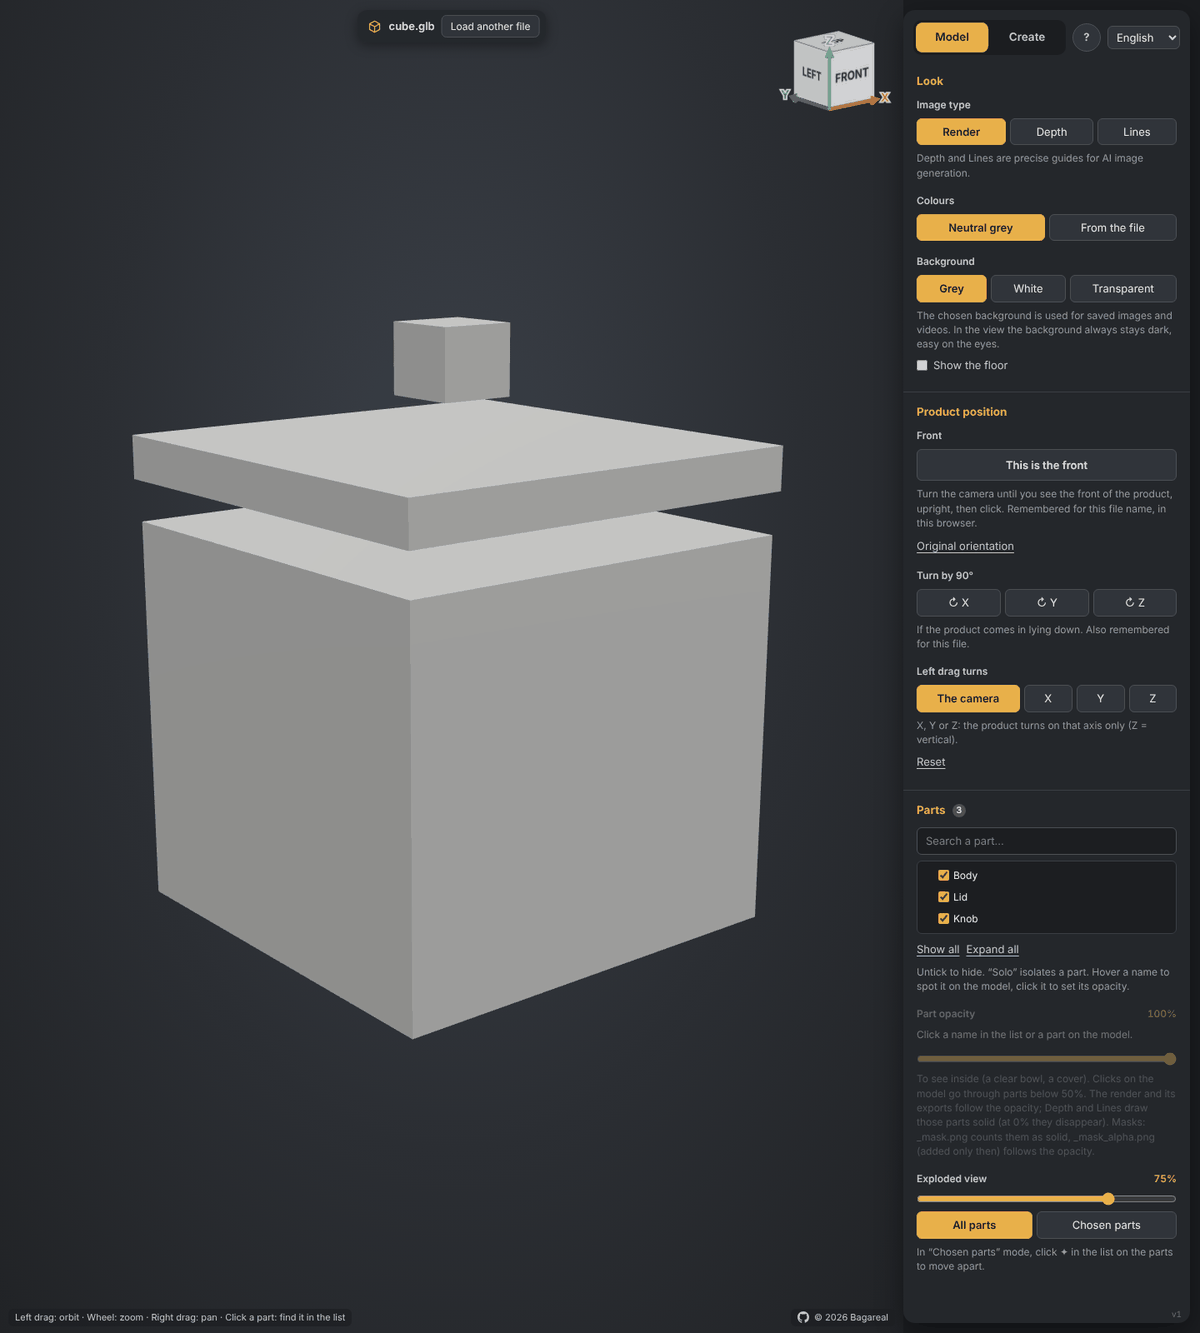 cube.glb Load another file
LEFT FRONT
Y X
Left drag: orbit · Wheel: zoom · Right drag: pan · Click a part: find it in the list
© 2026 Bagareal
Model Create ? English
Look
Image type
Render Depth Lines
Depth and Lines are precise guides for AI image
generation.
Colours
Neutral grey From the file
Background
Grey White Transparent
The chosen background is used for saved images and
videos. In the view the background always stays dark,
easy on the eyes.
Show the floor
Product position
Front
This is the front
Turn the camera until you see the front of the product,
upright, then click. Remembered for this file name, in
this browser.
Original orientation
Turn by 90°
↻ X ↻ Y ↻ Z
If the product comes in lying down. Also remembered
for this file.
Left drag turns
The camera X Y Z
X, Y or Z: the product turns on that axis only (Z =
vertical).
Reset
Parts 3
Search a part...
Body
Lid
Knob
Show all Expand all
Untick to hide. “Solo” isolates a part. Hover a name to
spot it on the model, click it to set its opacity.
Part opacity 100%
Click a name in the list or a part on the model.
To see inside (a clear bowl, a cover). Clicks on the
model go through parts below 50%. The render and its
exports follow the opacity; Depth and Lines draw
those parts solid (at 0% they disappear). Masks:
_mask.png counts them as solid, _mask_alpha.png
(added only then) follows the opacity.
Exploded view 75%
All parts Chosen parts
In “Chosen parts” mode, click ✦ in the list on the parts
to move apart.
v1